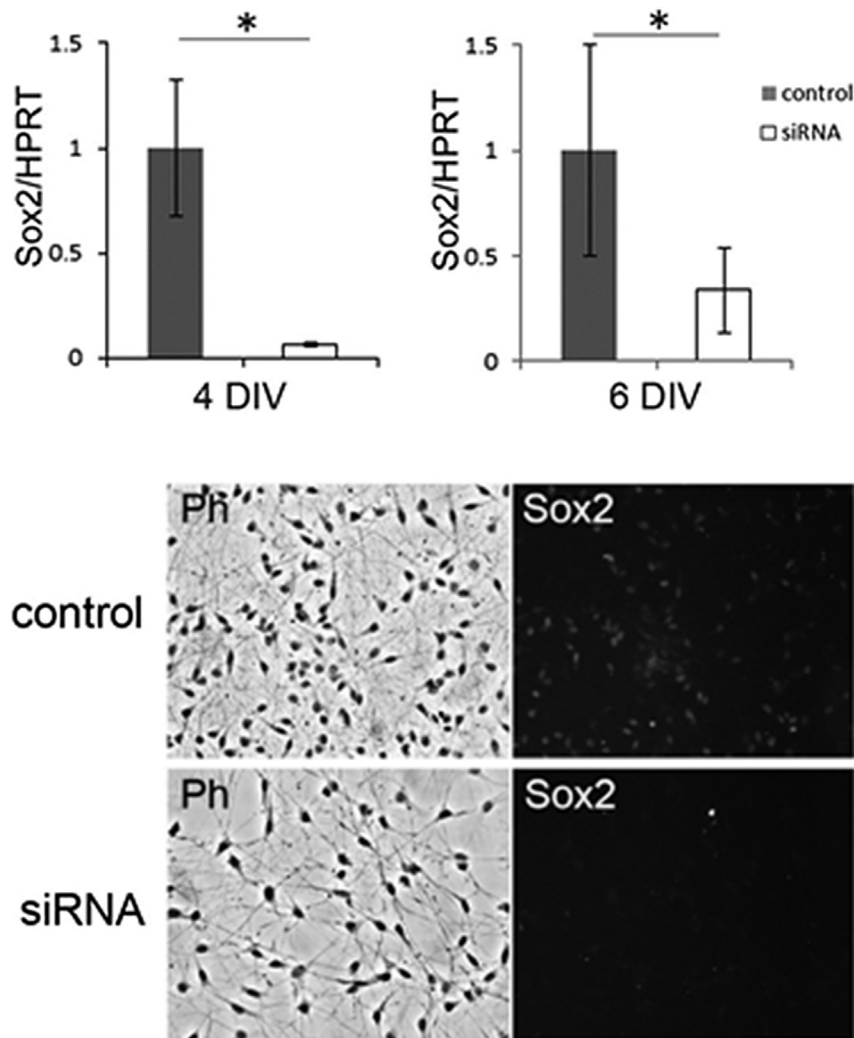 *
1.5
1
0.5
0
Sox2/HPRT
4 DIV
*
1.5
1
0.5
0
Sox2/HPRT
6 DIV
control
siRNA
Ph
Sox2
control
Ph
Sox2
siRNA